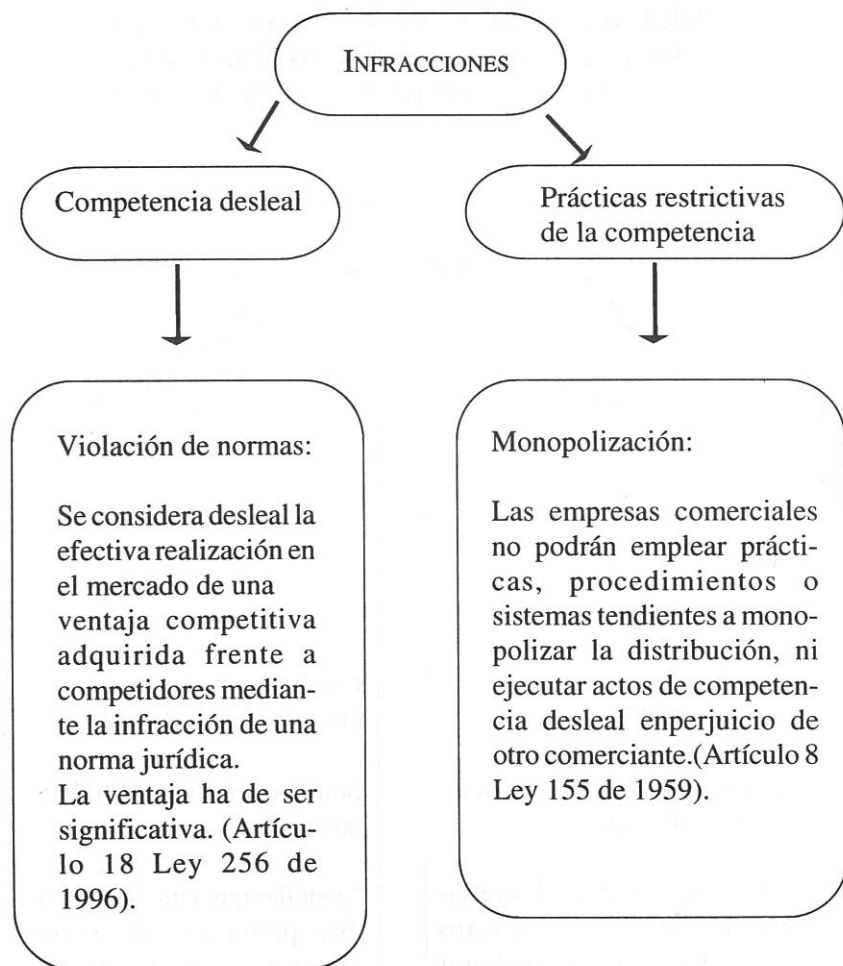 INFRACCIONES
Competencia desleal
Prácticas restrictivas
de la competencia
Violación de normas:
Se considera desleal la
efectiva realización en
el mercado de una
ventaja competitiva
adquirida frente a
competidores median-
te la infracción de una
norma jurídica.
La ventaja ha de ser
significativa. (Artícu-
lo 18 Ley 256 de
1996).
Monopolización:
Las empresas comerciales
no podrán emplear prácti-
cas, procedimientos o
sistemas tendientes a mono-
polizar la distribución, ni
ejecutar actos de competen-
cia desleal enperjuicio de
otro comerciante.(Artículo 8
Ley 155 de 1959).